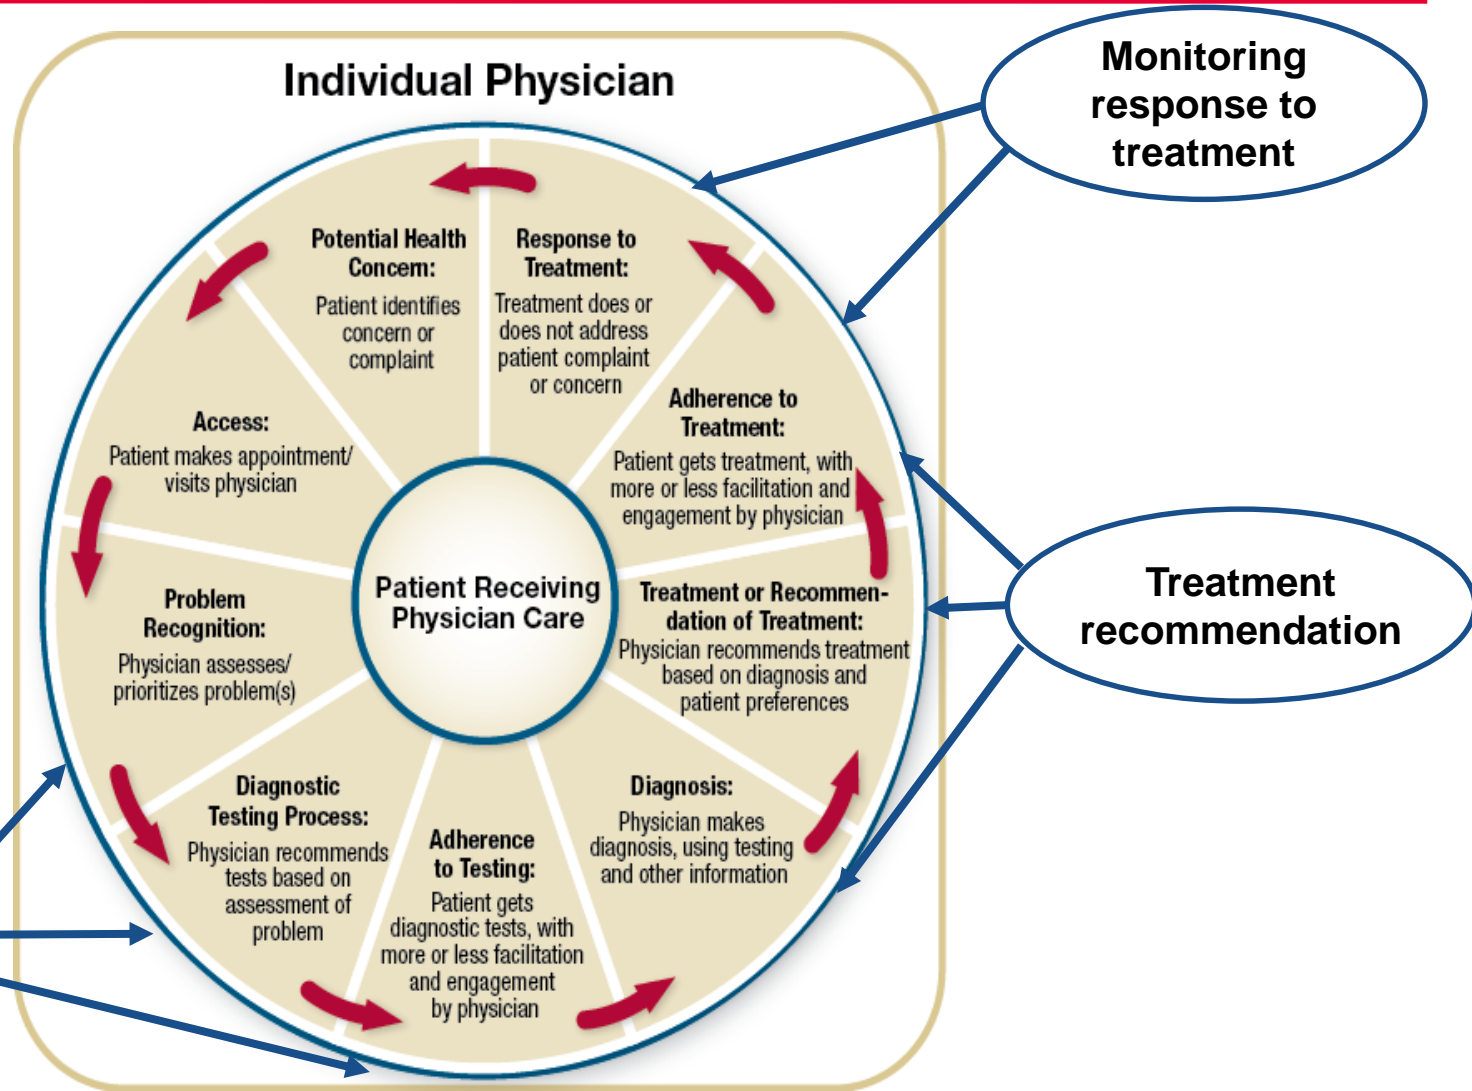 Individual Physician
Monitoring
response to
treatment
Potential Health
Concern:
Patient identifies
concern or
complaint
Response to
Treatment:
Treatment does or
does not address
patient complaint
or concern
Access:
Patient makes appointment/
visits physician
Adherence to
Treatment:
Patient gets treatment, with
more or less facilitation and
engagement by physician
Patient Receiving
Physician Care
Problem
Recognition:
Physician assesses/
prioritizes problem(s)
Treatment or Recommen-
dation of Treatment:
Physician recommends treatment
based on diagnosis and
patient preferences
Treatment
recommendation
Diagnostic
Testing Process:
Physician recommends
tests based on
assessment of
problem
Adherence
to Testing:
Patient gets
diagnostic tests, with
more or less facilitation
and engagement
by physician
Diagnosis:
Physician makes
diagnosis, using testing
and other information